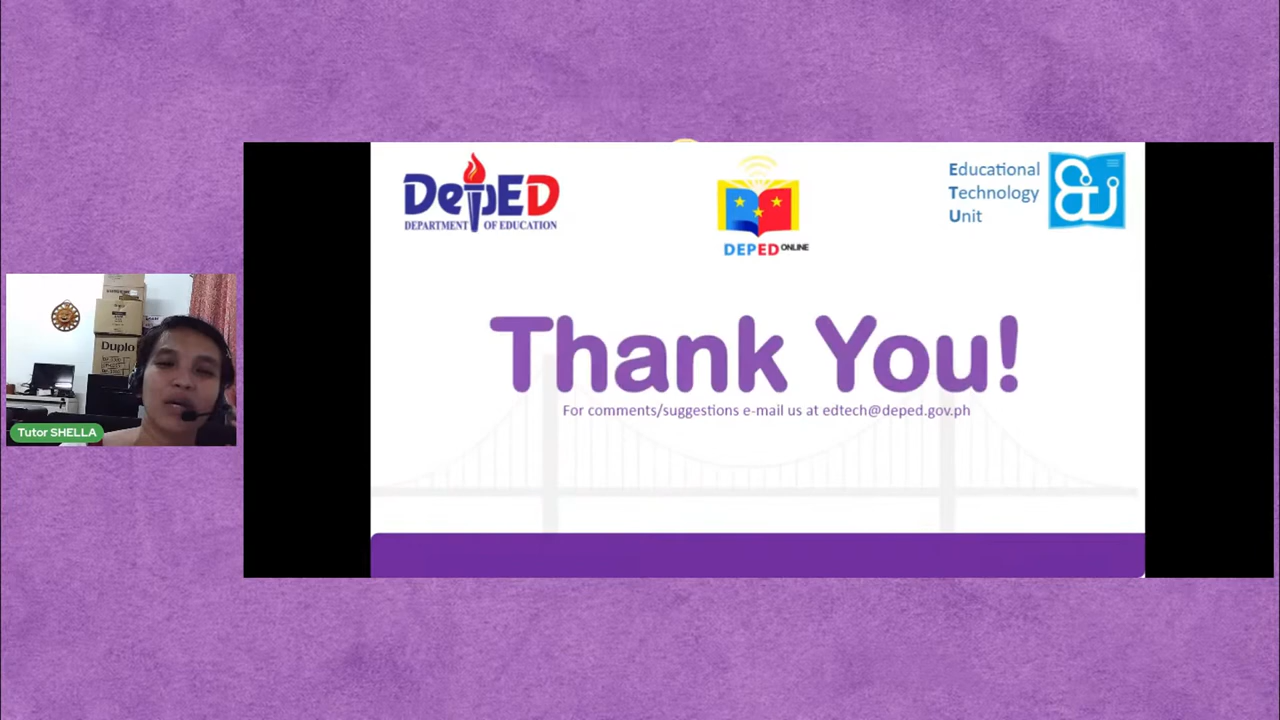 DepED
DEPARTMENT OF EDUCATION
DEPED ONLINE
Educational
Technology
Unit
Thank You!
For comments/suggestions e-mail us at edtech@deped.gov.ph
Duplo
Tutor SHELLA